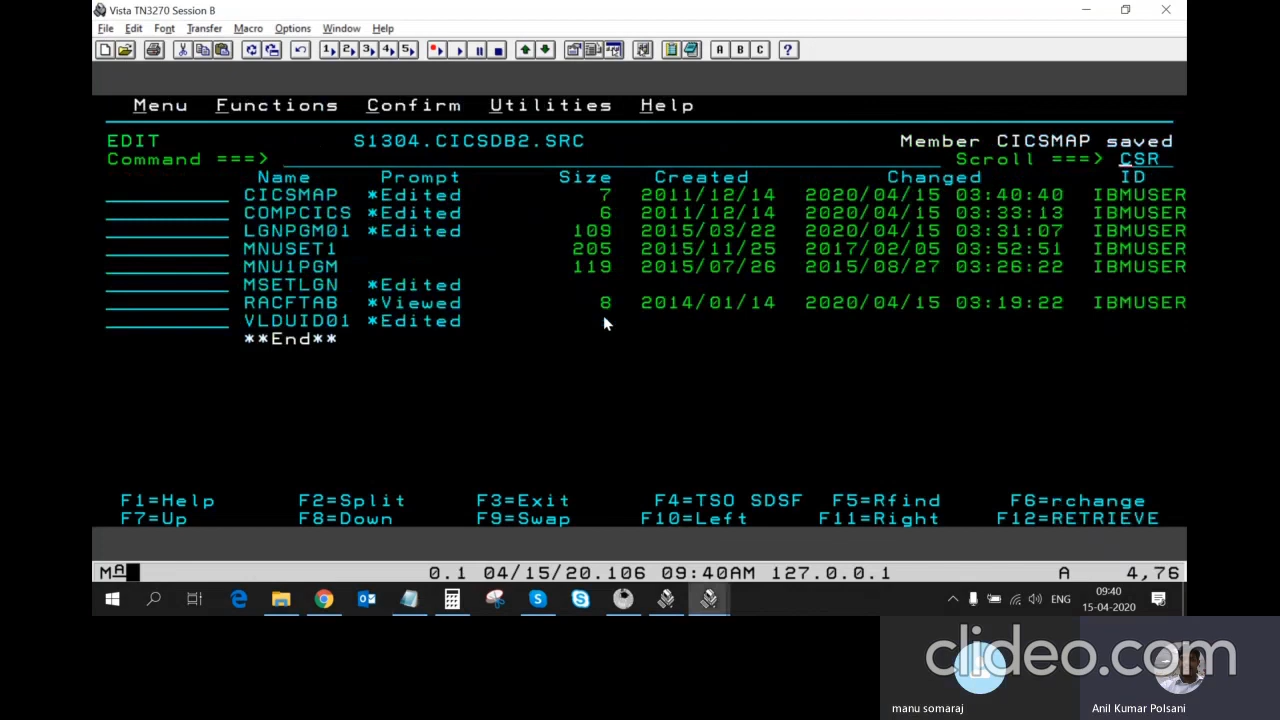 Vista TN3270 Session B
File Edit Font Transfer Macro Options Window Help
1 2 3 4 5 A B C ?
Menu Functions Confirm Utilities Help
EDIT S1304.CICSDB2.SRC Member CICSMAP saved
Command ===> Scroll ===> CSR
Name Prompt Size Created Changed ID
CICSMAP *Edited 7 2011/12/14 2020/04/15 03:40:40 IBMUSER
COMPCICS *Edited 6 2011/12/14 2020/04/15 03:33:13 IBMUSER
LGNPGM01 *Edited 109 2015/03/22 2020/04/15 03:31:07 IBMUSER
MNUSET1 205 2015/11/25 2017/02/05 03:52:51 IBMUSER
MNU1PGM 119 2015/07/26 2015/08/27 03:26:22 IBMUSER
MSETLGN *Edited
RACFTAB *Viewed 8 2014/01/14 2020/04/15 03:19:22 IBMUSER
VLDUID01 *Edited
**End**
F1=Help F2=Split F3=Exit F4=TSO SDSF F5=Rfind F6=rchange
F7=Up F8=Down F9=Swap F10=Left F11=Right F12=RETRIEVE
MA 0.1 04/15/20.106 09:40AM 127.0.0.1 A 4,76
ENG 09:40
15-04-2020
clideo.com
manu somaraj Anil Kumar Polsani